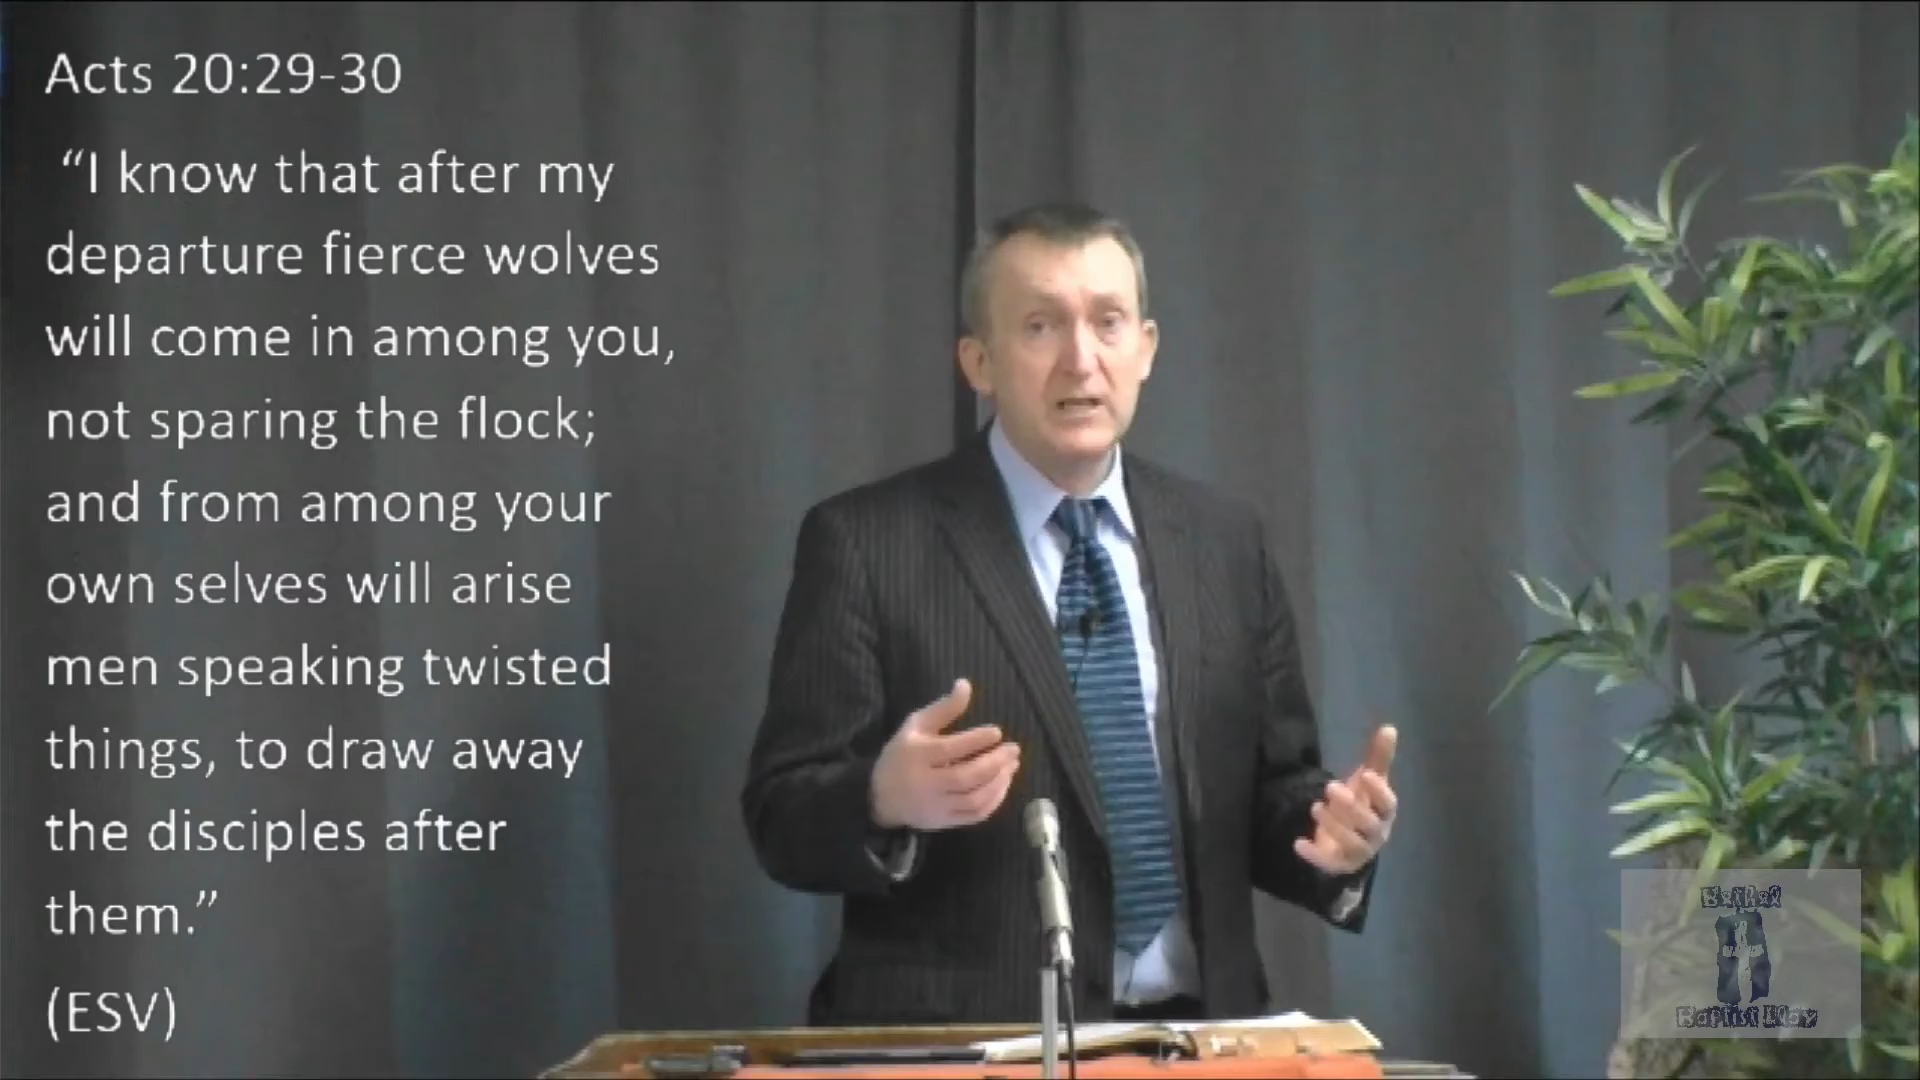 Acts 20:29-30
“I know that after my
departure fierce wolves
will come in among you,
not sparing the flock;
and from among your
own selves will arise
men speaking twisted
things, to draw away
the disciples after
them.”
(ESV)
Bethel
Baptist